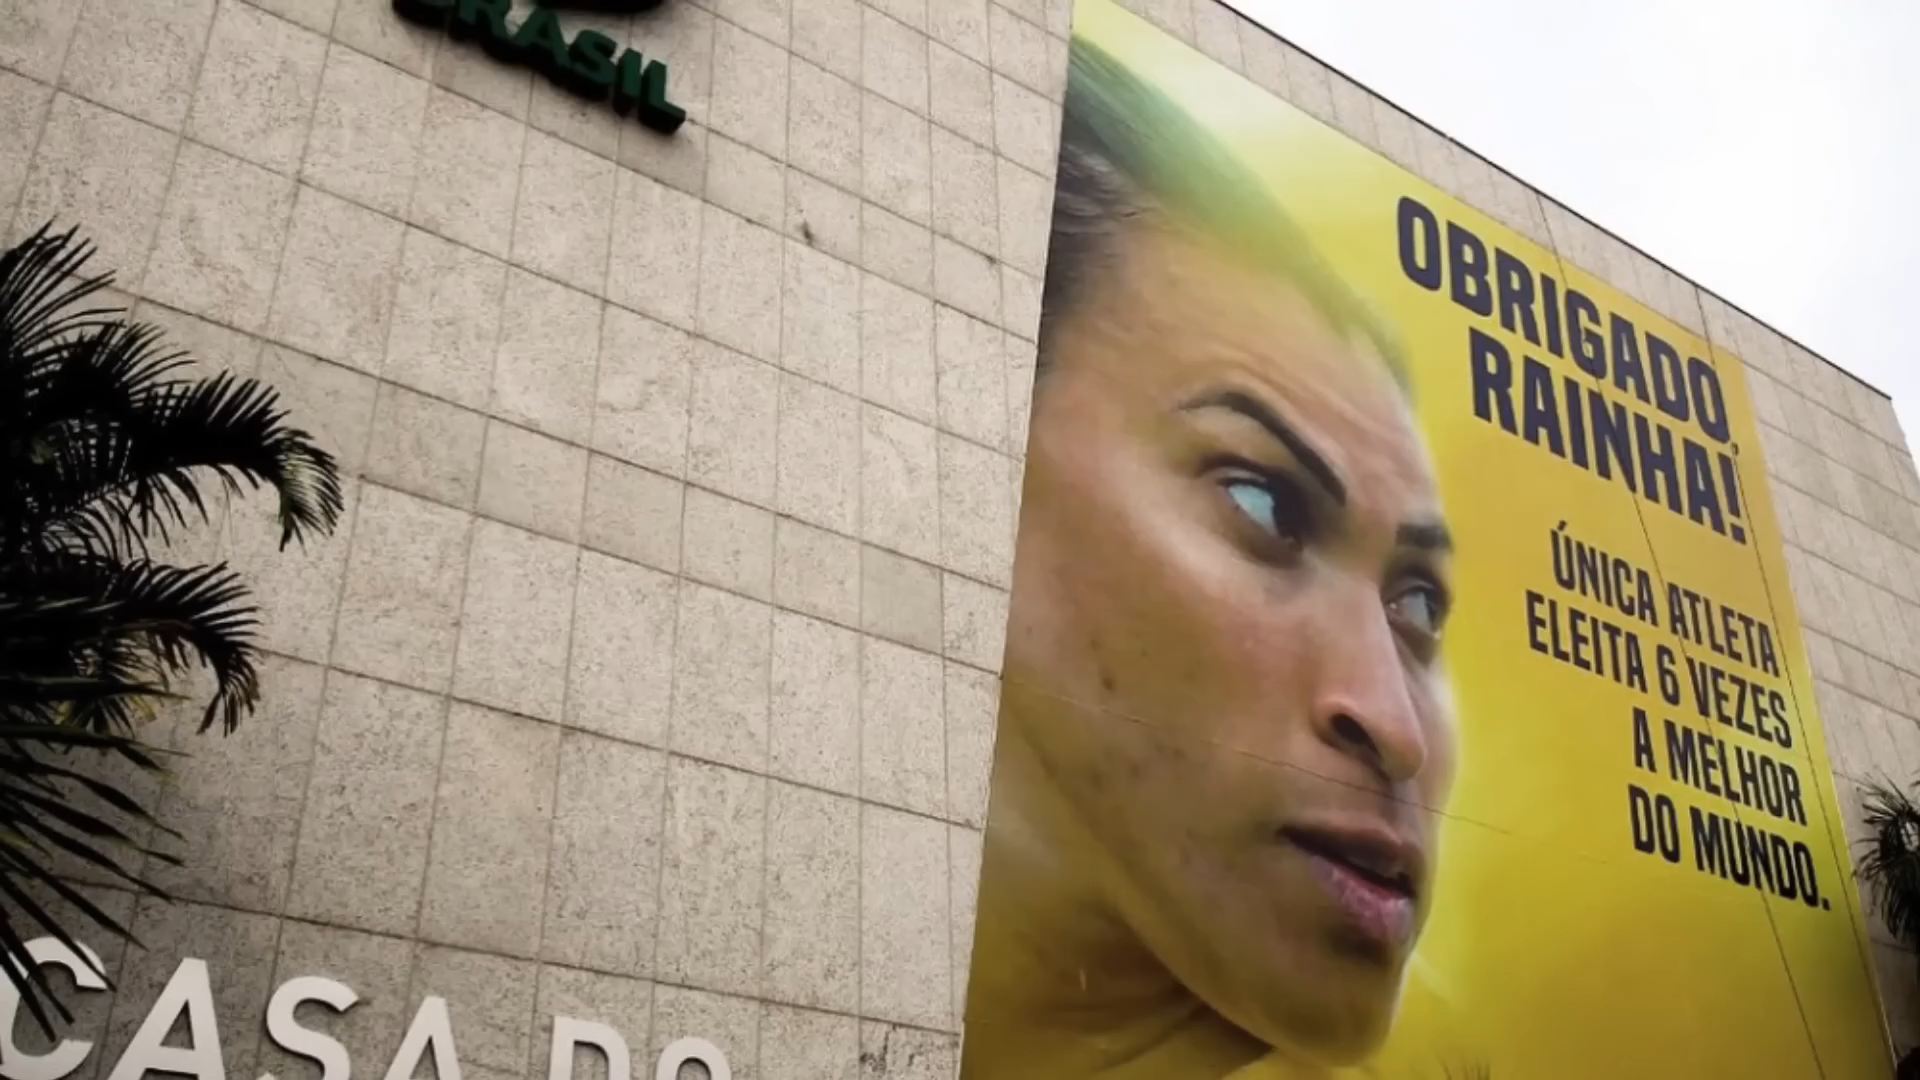 BRASIL
OBRIGADO,
RAINHA!
ÚNICA ATLETA
ELEITA 6 VEZES
A MELHOR
DO MUNDO.
CASA DO